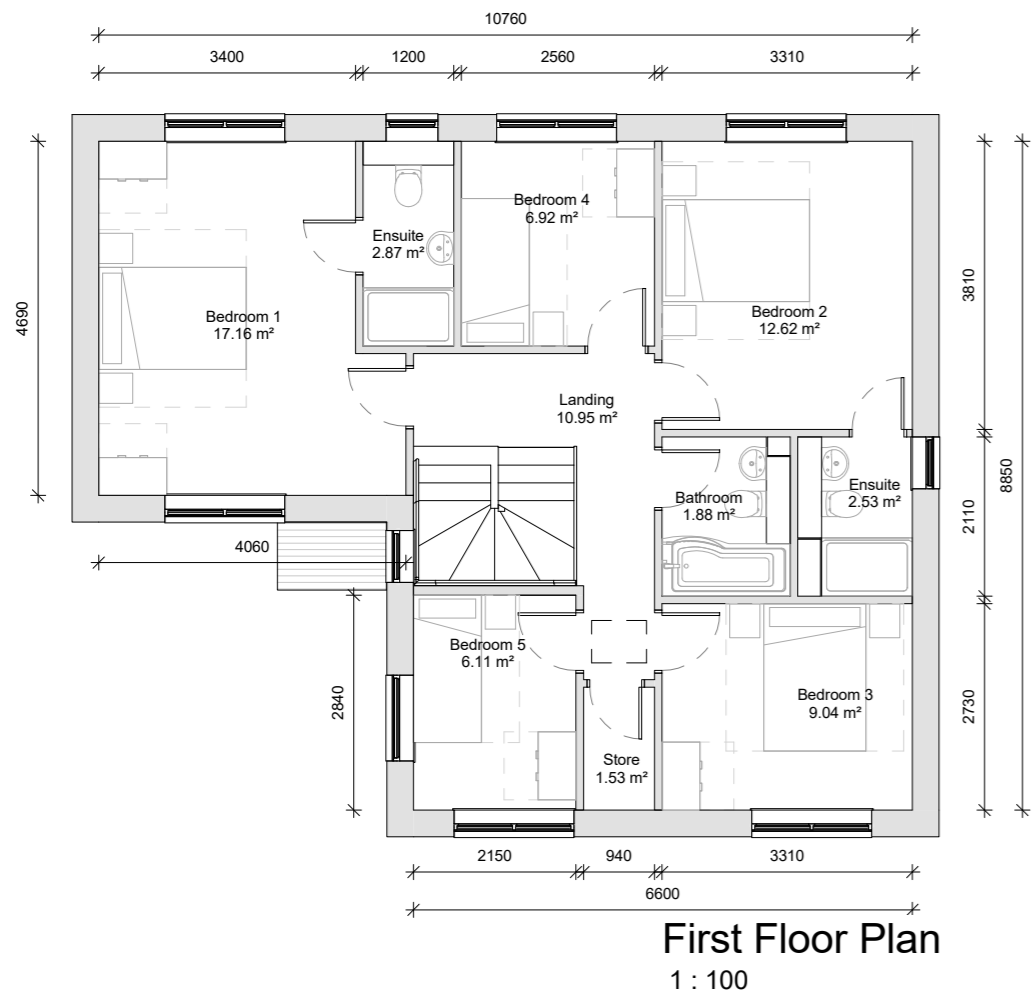 10760
3400
1200
2560
3310
Bedroom 4
6.92 m²
Ensuite
2.87 m²
4690
Bedroom 1
17.16 m²
Bedroom 2
12.62 m²
3810
Landing
10.95 m²
8850
Bathroom
1.88 m²
Ensuite
2.53 m²
2110
4060
Bedroom 5
6.11 m²
2840
Bedroom 3
9.04 m²
2730
Store
1.53 m²
2150
940
3310
6600
First Floor Plan
1 : 100